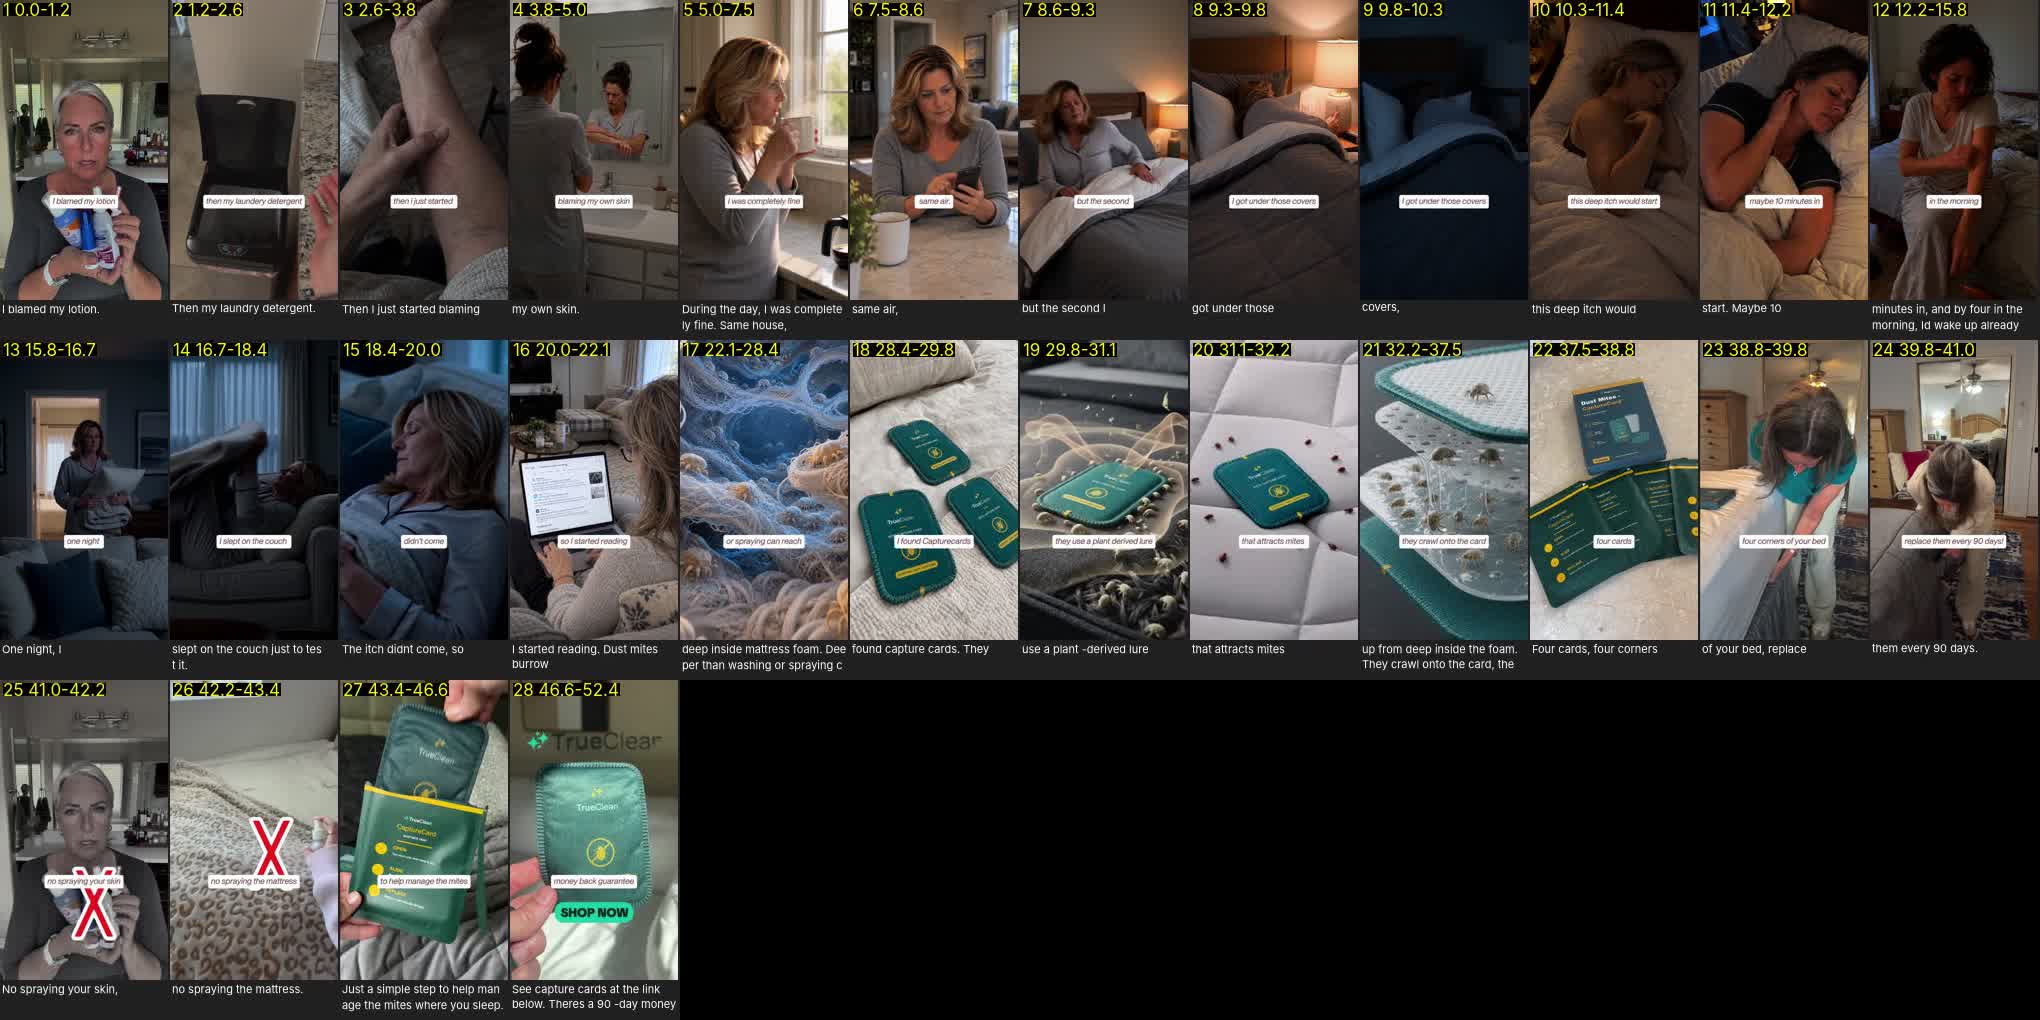 1 0.0-1.2
I blamed my lotion
I blamed my lotion.
2 1.2-2.6
then my laundery detergent
Then my laundry detergent.
3 2.6-3.8
then i just started
Then I just started blaming
4 3.8-5.0
blaming my own skin
my own skin.
5 5.0-7.5
I was completely fine
During the day, I was complete
ly fine. Same house,
6 7.5-8.6
same air.
same air,
7 8.6-9.3
but the second
but the second I
8 9.3-9.8
I got under those covers
got under those
9 9.8-10.3
I got under those covers
covers,
10 10.3-11.4
this deep itch would start
this deep itch would
11 11.4-12.2
maybe 10 minutes in
start. Maybe 10
12 12.2-15.8
in the morning
minutes in, and by four in the
morning, Id wake up already
13 15.8-16.7
one night
One night, I
14 16.7-18.4
I slept on the couch
slept on the couch just to tes
t it.
15 18.4-20.0
didn't come
The itch didnt come, so
16 20.0-22.1
so I started reading
I started reading. Dust mites
burrow
17 22.1-28.4
or spraying can reach
deep inside mattress foam. Dee
per than washing or spraying c
18 28.4-29.8
TrueClean
I found Capturecards
found capture cards. They
19 29.8-31.1
TrueClean
they use a plant derived lure
use a plant -derived lure
20 31.1-32.2
TrueClean
that attracts mites
that attracts mites
21 32.2-37.5
they crawl onto the card
up from deep inside the foam.
They crawl onto the card, the
22 37.5-38.8
Dust Mites -
CaptureCard
four cards
Four cards, four corners
23 38.8-39.8
four corners of your bed
of your bed, replace
24 39.8-41.0
replace them every 90 days!
them every 90 days.
25 41.0-42.2
no spraying your skin
X
No spraying your skin,
26 42.2-43.4
X
no spraying the mattress
no spraying the mattress.
27 43.4-46.6
TrueClean
TrueClean
CaptureCard
OPEN
to help manage the mites
Just a simple step to help man
age the mites where you sleep.
28 46.6-52.4
TrueClean
TrueClean
money back guarantee
SHOP NOW
See capture cards at the link
below. Theres a 90 -day money